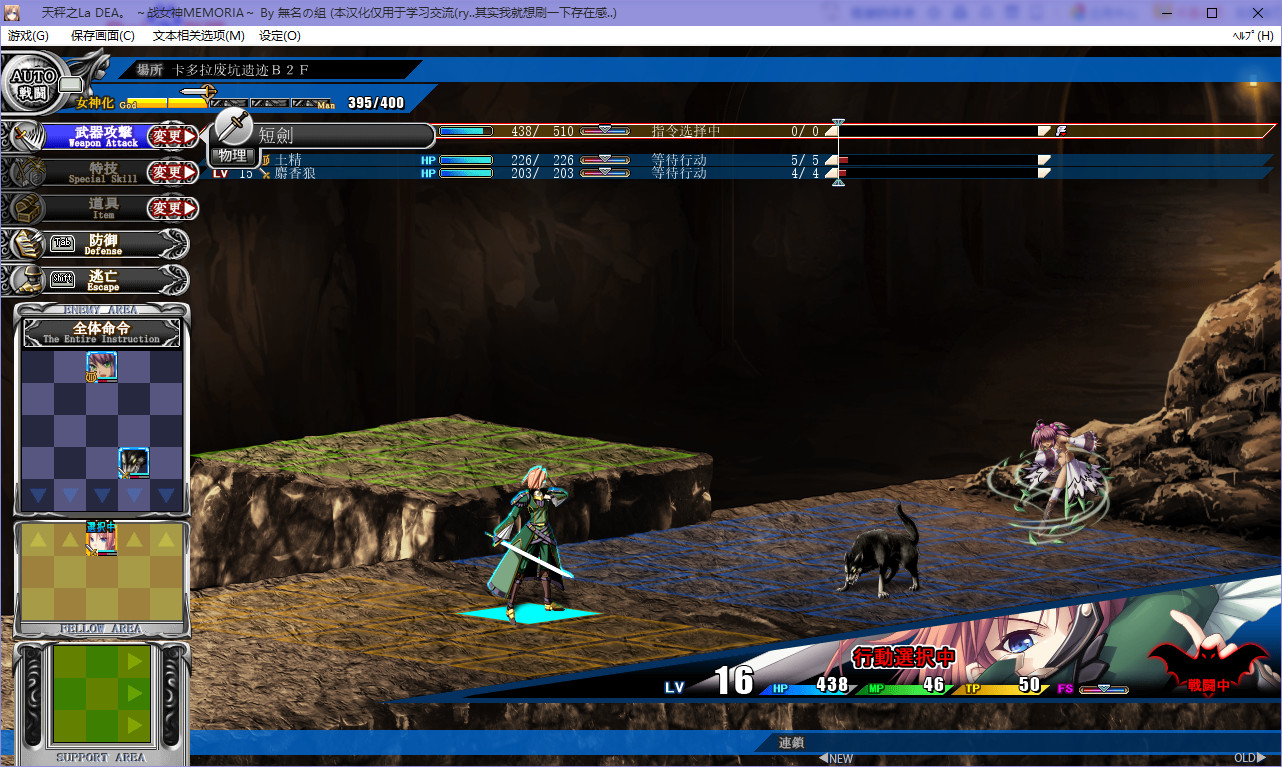 天秤之La DEA。 ～战女神MEMORIA～ By 無名の组 (本汉化仅用于学习交流(ry..其实我就想刷一下存在感..)
游戏(G) 保存画面(C) 文本相关选项(M) 设定(O) ﾍﾙﾌﾟ(H)
AUTO
戦闘
場所 卡多拉废坑遗迹Ｂ２Ｆ
女神化 God Man 395/400
武器攻撃
Weapon Attack
変更
物理
短劍 438/ 510 指令选择中 0/ 0
土精 HP 226/ 226 等待行动 5/ 5
LV 15 麝香狼 HP 203/ 203 等待行动 4/ 4
特技
Special Skill
変更
道具
Item
変更
Tab 防御
Defense
Shift 逃亡
Escape
ENEMY AREA
全体命令
The Entire Instruction
選択中
FELLOW AREA
SUPPORT AREA
行動選択中
LV 16 HP 438 MP 46 TP 50 FS
戦闘中
連鎖
NEW OLD